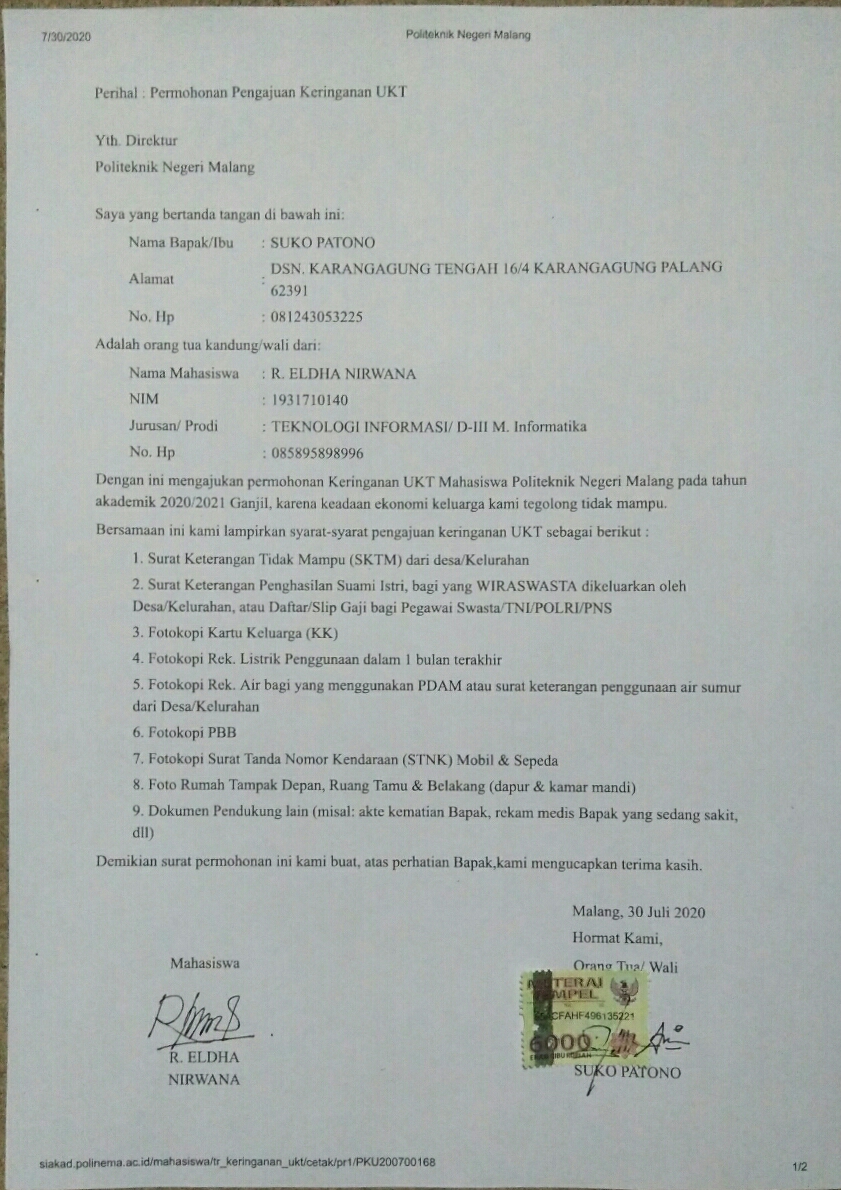 7/30/2020 Politeknik Negeri Malang
Perihal : Permohonan Pengajuan Keringanan UKT
Yth. Direktur
Politeknik Negeri Malang
Saya yang bertanda tangan di bawah ini:
Nama Bapak/Ibu : SUKO PATONO
Alamat : DSN. KARANGAGUNG TENGAH 16/4 KARANGAGUNG PALANG
62391
No. Hp : 081243053225
Adalah orang tua kandung/wali dari:
Nama Mahasiswa : R. ELDHA NIRWANA
NIM : 1931710140
Jurusan/ Prodi : TEKNOLOGI INFORMASI/ D-III M. Informatika
No. Hp : 085895898996
Dengan ini mengajukan permohonan Keringanan UKT Mahasiswa Politeknik Negeri Malang pada tahun
akademik 2020/2021 Ganjil, karena keadaan ekonomi keluarga kami tegolong tidak mampu.
Bersamaan ini kami lampirkan syarat-syarat pengajuan keringanan UKT sebagai berikut :
1. Surat Keterangan Tidak Mampu (SKTM) dari desa/Kelurahan
2. Surat Keterangan Penghasilan Suami Istri, bagi yang WIRASWASTA dikeluarkan oleh
Desa/Kelurahan, atau Daftar/Slip Gaji bagi Pegawai Swasta/TNI/POLRI/PNS
3. Fotokopi Kartu Keluarga (KK)
4. Fotokopi Rek. Listrik Penggunaan dalam 1 bulan terakhir
5. Fotokopi Rek. Air bagi yang menggunakan PDAM atau surat keterangan penggunaan air sumur
dari Desa/Kelurahan
6. Fotokopi PBB
7. Fotokopi Surat Tanda Nomor Kendaraan (STNK) Mobil & Sepeda
8. Foto Rumah Tampak Depan, Ruang Tamu & Belakang (dapur & kamar mandi)
9. Dokumen Pendukung lain (misal: akte kematian Bapak, rekam medis Bapak yang sedang sakit,
dll)
Demikian surat permohonan ini kami buat, atas perhatian Bapak,kami mengucapkan terima kasih.
Malang, 30 Juli 2020
Hormat Kami,
Mahasiswa
Orang Tua/ Wali
METERAI
TEMPEL
CFAHF496135221
6000
R. ELDHA
NIRWANA
SUKO PATONO
siakad.polinema.ac.id/mahasiswa/tr_keringanan_ukt/cetak/pr1/PKU200700168 1/2